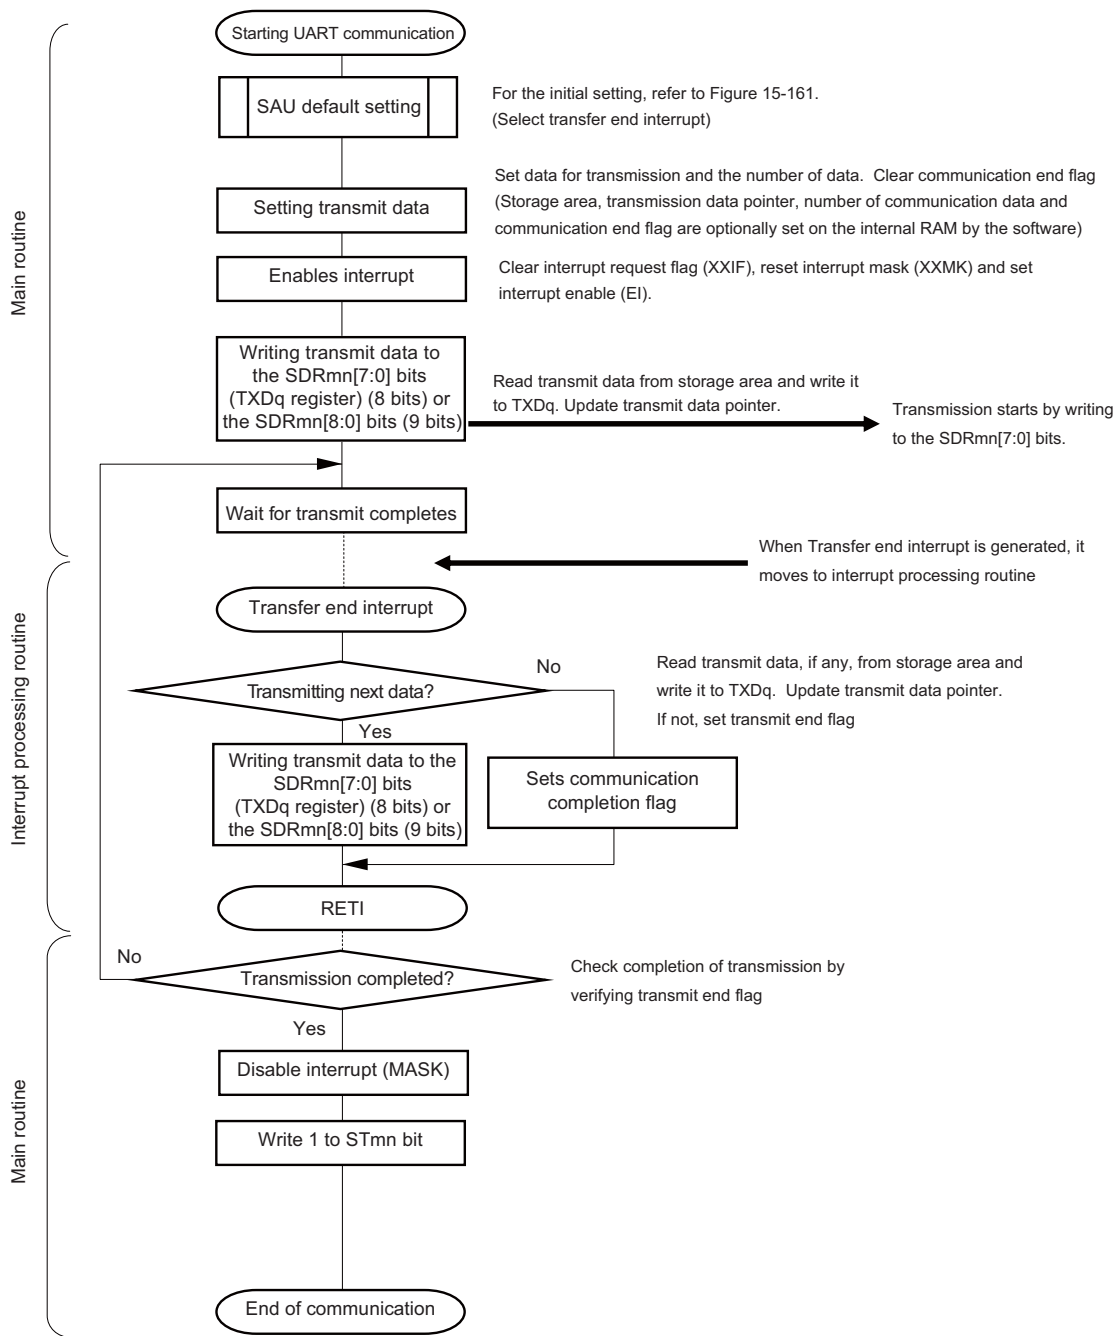 Starting UART communication
SAU default setting
For the initial setting, refer to Figure 15-161.
(Select transfer end interrupt)
Main routine
Setting transmit data
Set data for transmission and the number of data.  Clear communication end flag
(Storage area, transmission data pointer, number of communication data and
communication end flag are optionally set on the internal RAM by the software)
Enables interrupt
Clear interrupt request flag (XXIF), reset interrupt mask (XXMK) and set
interrupt enable (EI).
Writing transmit data to
the SDRmn[7:0] bits
(TXDq register) (8 bits) or
the SDRmn[8:0] bits (9 bits)
Read transmit data from storage area and write it
to TXDq. Update transmit data pointer.
Transmission starts by writing
to the SDRmn[7:0] bits.
Wait for transmit completes
When Transfer end interrupt is generated, it
moves to interrupt processing routine
Interrupt processing routine
Transfer end interrupt
Transmitting next data?
No
Yes
Read transmit data, if any, from storage area and
write it to TXDq.  Update transmit data pointer.
If not, set transmit end flag
Writing transmit data to the
SDRmn[7:0] bits
(TXDq register) (8 bits) or
the SDRmn[8:0] bits (9 bits)
Sets communication
completion flag
RETI
Main routine
No
Transmission completed?
Check completion of transmission by
verifying transmit end flag
Yes
Disable interrupt (MASK)
Write 1 to STmn bit
End of communication